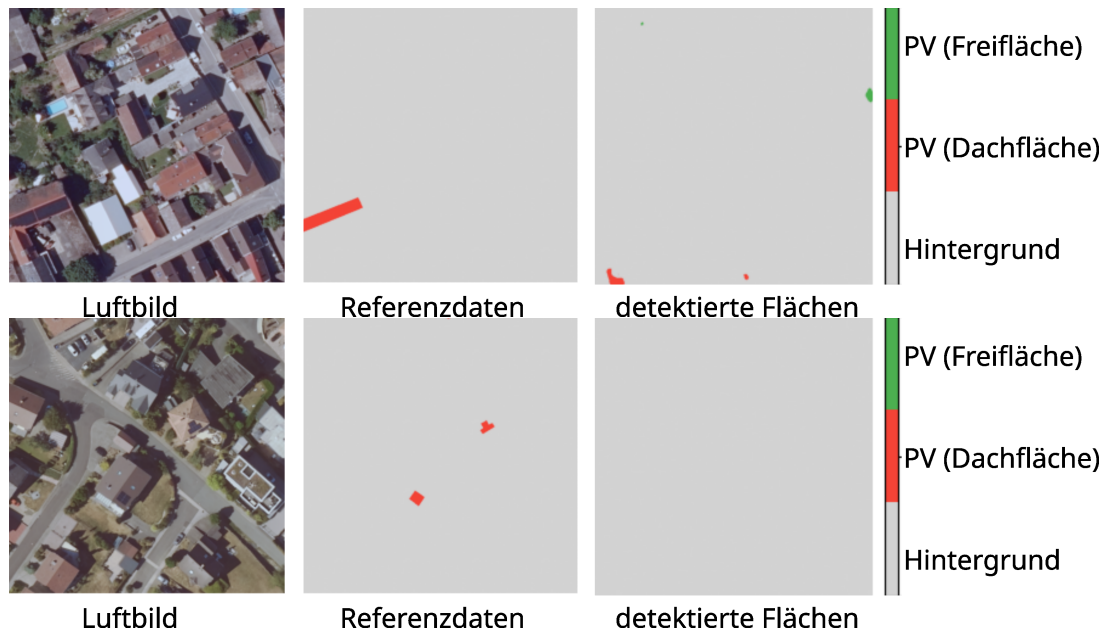 PV (Freifläche)
PV (Dachfläche)
Hintergrund
Luftbild
Referenzdaten
detektierte Flächen
PV (Freifläche)
PV (Dachfläche)
Hintergrund
Luftbild
Referenzdaten
detektierte Flächen